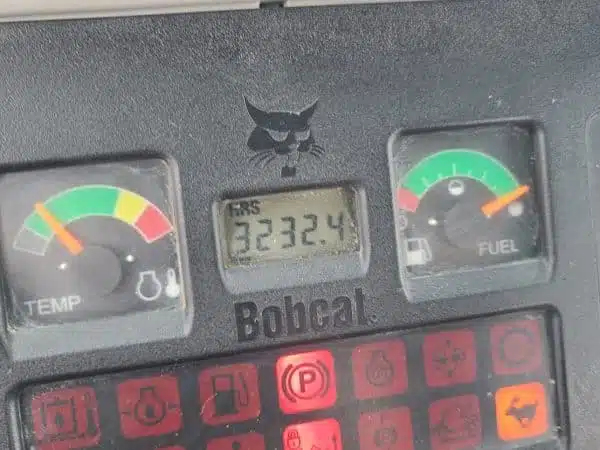 HRS
3232.4
TEMP
FUEL
Bobcat
P